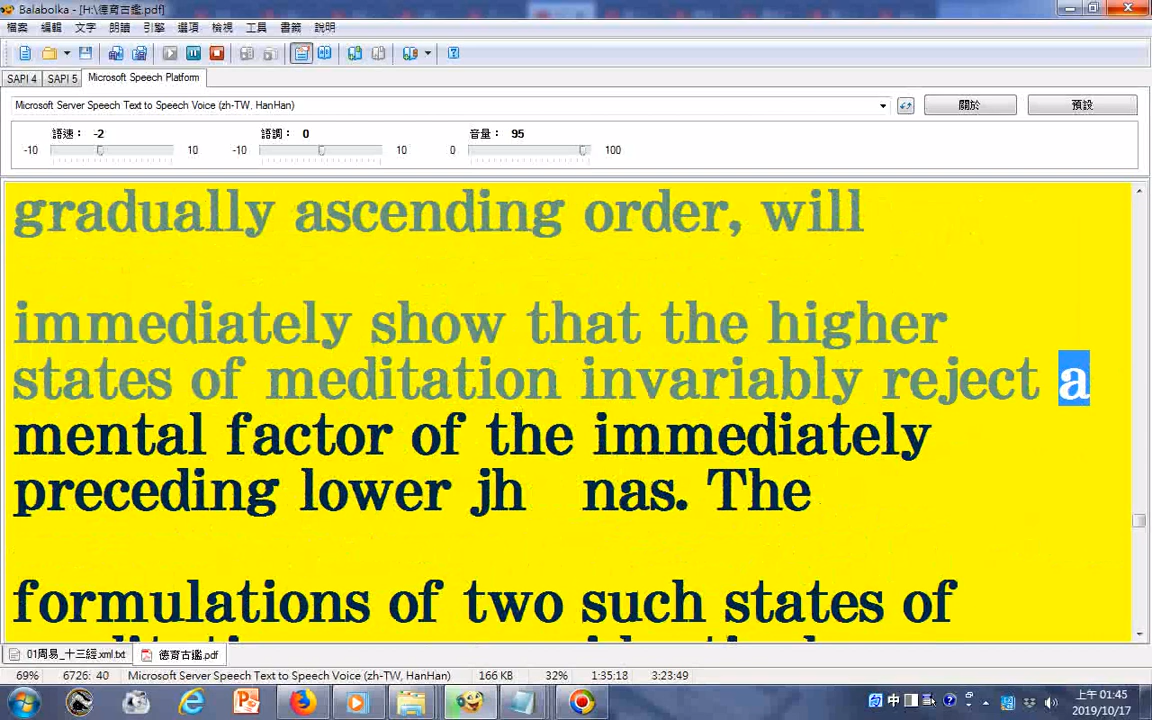 Balabolka - [H:\德育古鑑.pdf]
檔案 編輯 文字 朗讀 引擎 選項 檢視 工具 書籤 說明
SAPI 4 SAPI 5 Microsoft Speech Platform
Microsoft Server Speech Text to Speech Voice (zh-TW, HanHan) 關於 預設
語速： -2 語調： 0 音量： 95
-10 10 -10 10 0 100
gradually ascending order, will
immediately show that the higher
states of meditation invariably reject a
mental factor of the immediately
preceding lower jh nas. The
formulations of two such states of
01周易_十三經.xml.txt 德育古鑑.pdf
69% 6726: 40 Microsoft Server Speech Text to Speech Voice (zh-TW, HanHan) 166 KB 32% 1:35:18 3:23:49
中 上午 01:45
2019/10/17